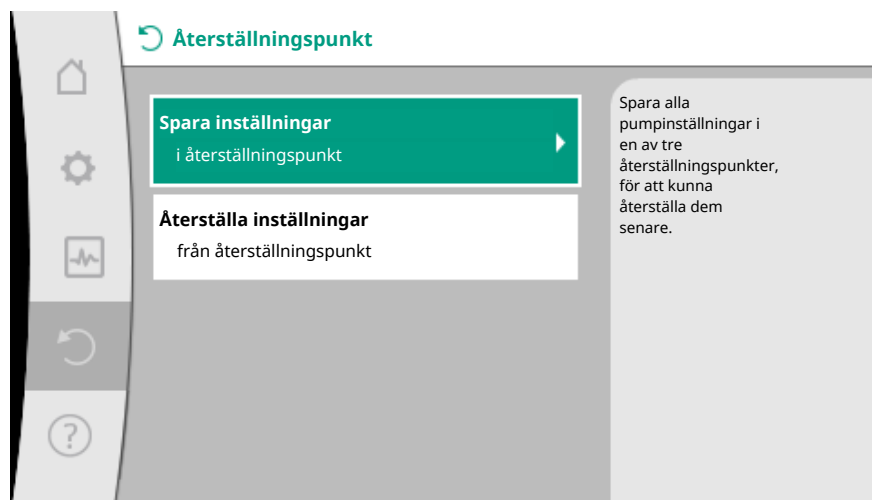 Återställningspunkt
Spara inställningar
i återställningspunkt
Återställa inställningar
från återställningspunkt
Spara alla
pumpinställningar i
en av tre
återställningspunkter,
för att kunna
återställa dem
senare.
?